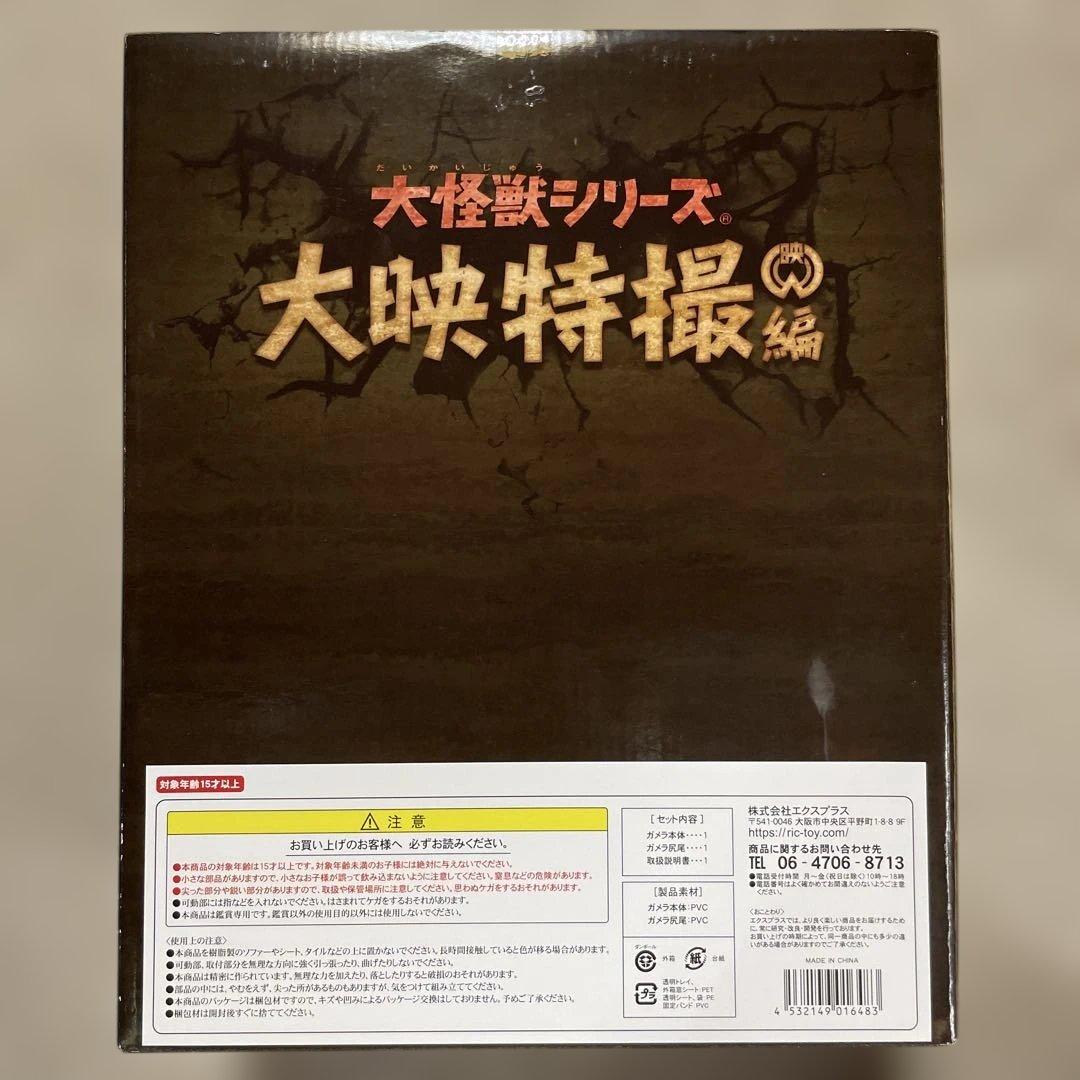 だいかいじゅう
大怪獣シリーズ®
大映特撮編
映
対象年齢15才以上
⚠ 注意
お買い上げのお客様へ 必ずお読みください。
●本商品の対象年齢は15才以上です。対象年齢未満のお子様には絶対に与えないでください。
●小さな部品がありますので、小さなお子様が誤って飲み込まないように注意してください。窒息などの危険があります。
●尖った部分や鋭い部分がありますので、取扱や保管場所に注意してください。思わぬケガをするおそれがあります。
●可動部には指などを入れないでください。はさまれてケガをするおそれがあります。
●本商品は鑑賞専用です。鑑賞以外の使用目的以外には使用しないでください。
〈使用上の注意〉
●本商品を樹脂製のソファーやシート、タイルなどの上に置かないでください。長時間接触していると色が移る場合があります。
●可動部、取付部分を無理な方向に強く引っ張ったり、曲げたりしないでください。
●本商品は精密に作られています。無理な力を加えたり、落としたりすると破損のおそれがあります。
●部品の中には、やむをえず、尖った所があるものもありますが、気をつけて組み立ててください。
●本商品のパッケージは梱包材ですので、キズや凹みによるパッケージ交換はしておりません。予めご了承ください。
●梱包材は開封後すぐに捨ててください。
[セット内容]
ガメラ本体････1
ガメラ尻尾････1
取扱説明書･･･1
[製品素材]
ガメラ本体:PVC
ガメラ尻尾:PVC
ダンボール
外箱
紙
台紙
プラ
透明トレイ、
外箱窓シート:PET
透明シート、袋:PE
固定バンド:PVC
株式会社エクスプラス
〒541-0046 大阪市中央区平野町1-8-8 9F
https://ric-toy.com/
商品に関するお問い合わせ先
TEL 06-4706-8713
●電話受付時間 月～金(祝日は除く)10時～18時
●電話番号はよく確かめてお間違えのないようご注意
ください。
〈おことわり〉
エクスプラスでは、より良く楽しい商品をお届けするため
に、常に研究・改良・開発を行っております。
お買い上げの時期によって、同一商品の中にも多少の違
いがある場合がありますのでご了承ください。
MADE IN CHINA
4 532149 016483